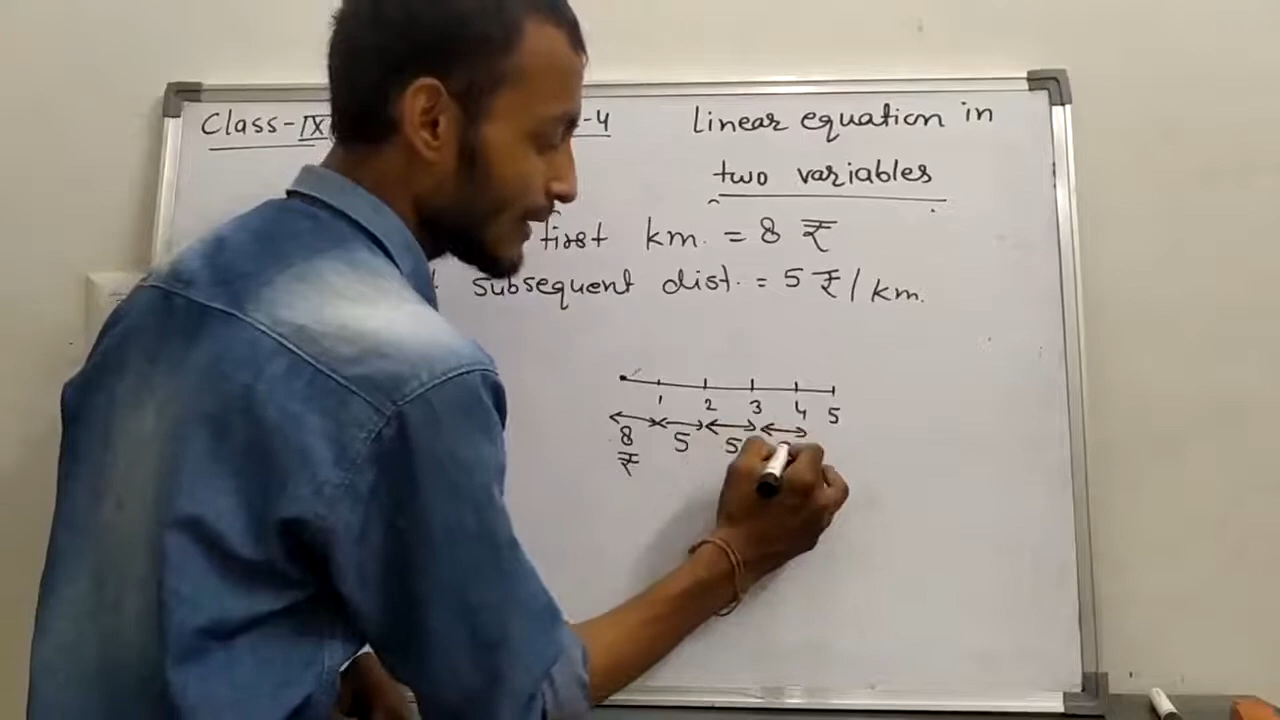 Class-IX -4 linear equation in
two variables
first km. = 8 ₹
subsequent dist. = 5 ₹/km.
1 2 3 4 5
8 5 5
₹